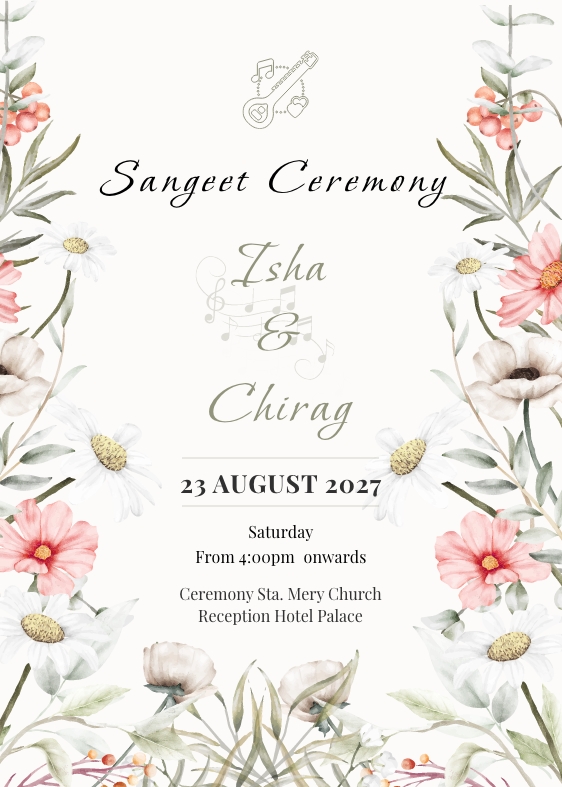 Sangeet Ceremony
Isha
&
Chirag
23 AUGUST 2027
Saturday
From 4:00pm onwards
Ceremony Sta. Mery Church
Reception Hotel Palace